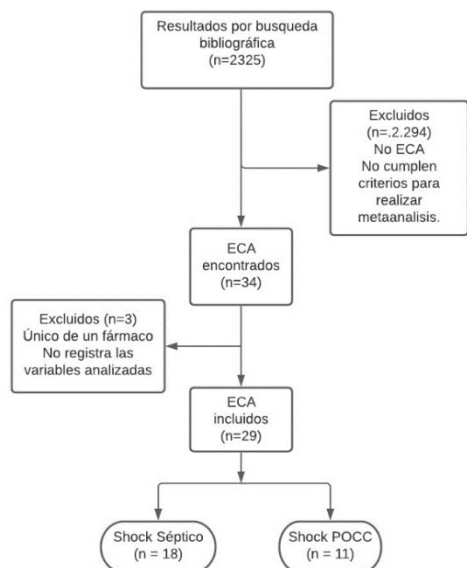 Resultados por busqueda
bibliográfica
(n=2325)
Excluidos
(n=.2.294)
No ECA
No cumplen
criterios para
realizar
metaanalisis.
ECA
encontrados
(n=34)
Excluidos (n=3)
Único de un fármaco
No registra las
variables analizadas
ECA
incluidos
(n=29)
Shock Séptico
(n = 18)
Shock POCC
(n = 11)